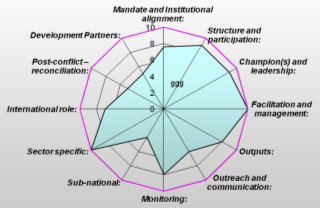 Mandate and Institutional
alignment:
Development Partners:
Structure and
participation:
Post-conflict –
reconciliation:
Champion(s) and
leadership:
International role:
Facilitation and
management:
Sector specific:
Outputs:
Sub-national:
Outreach and
communication:
Monitoring:
10
8
6
4
2
0
ggg